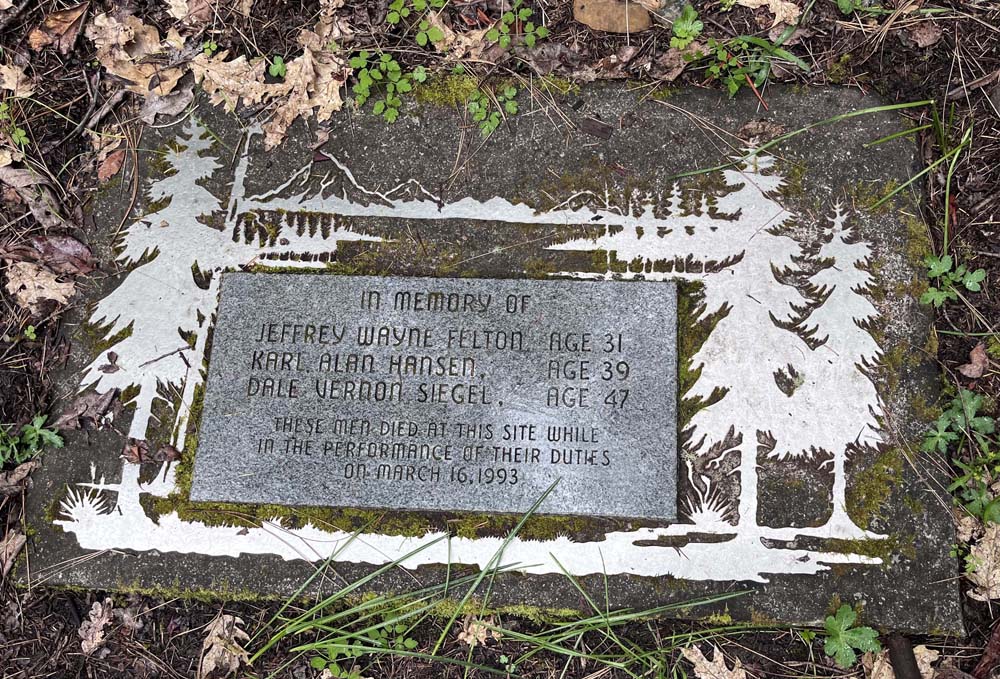 IN MEMORY OF
JEFFREY WAYNE FELTON, AGE 31
KARL ALAN HANSEN, AGE 39
DALE VERNON SIEGEL, AGE 47
THESE MEN DIED AT THIS SITE WHILE
IN THE PERFORMANCE OF THEIR DUTIES
ON MARCH 16, 1993